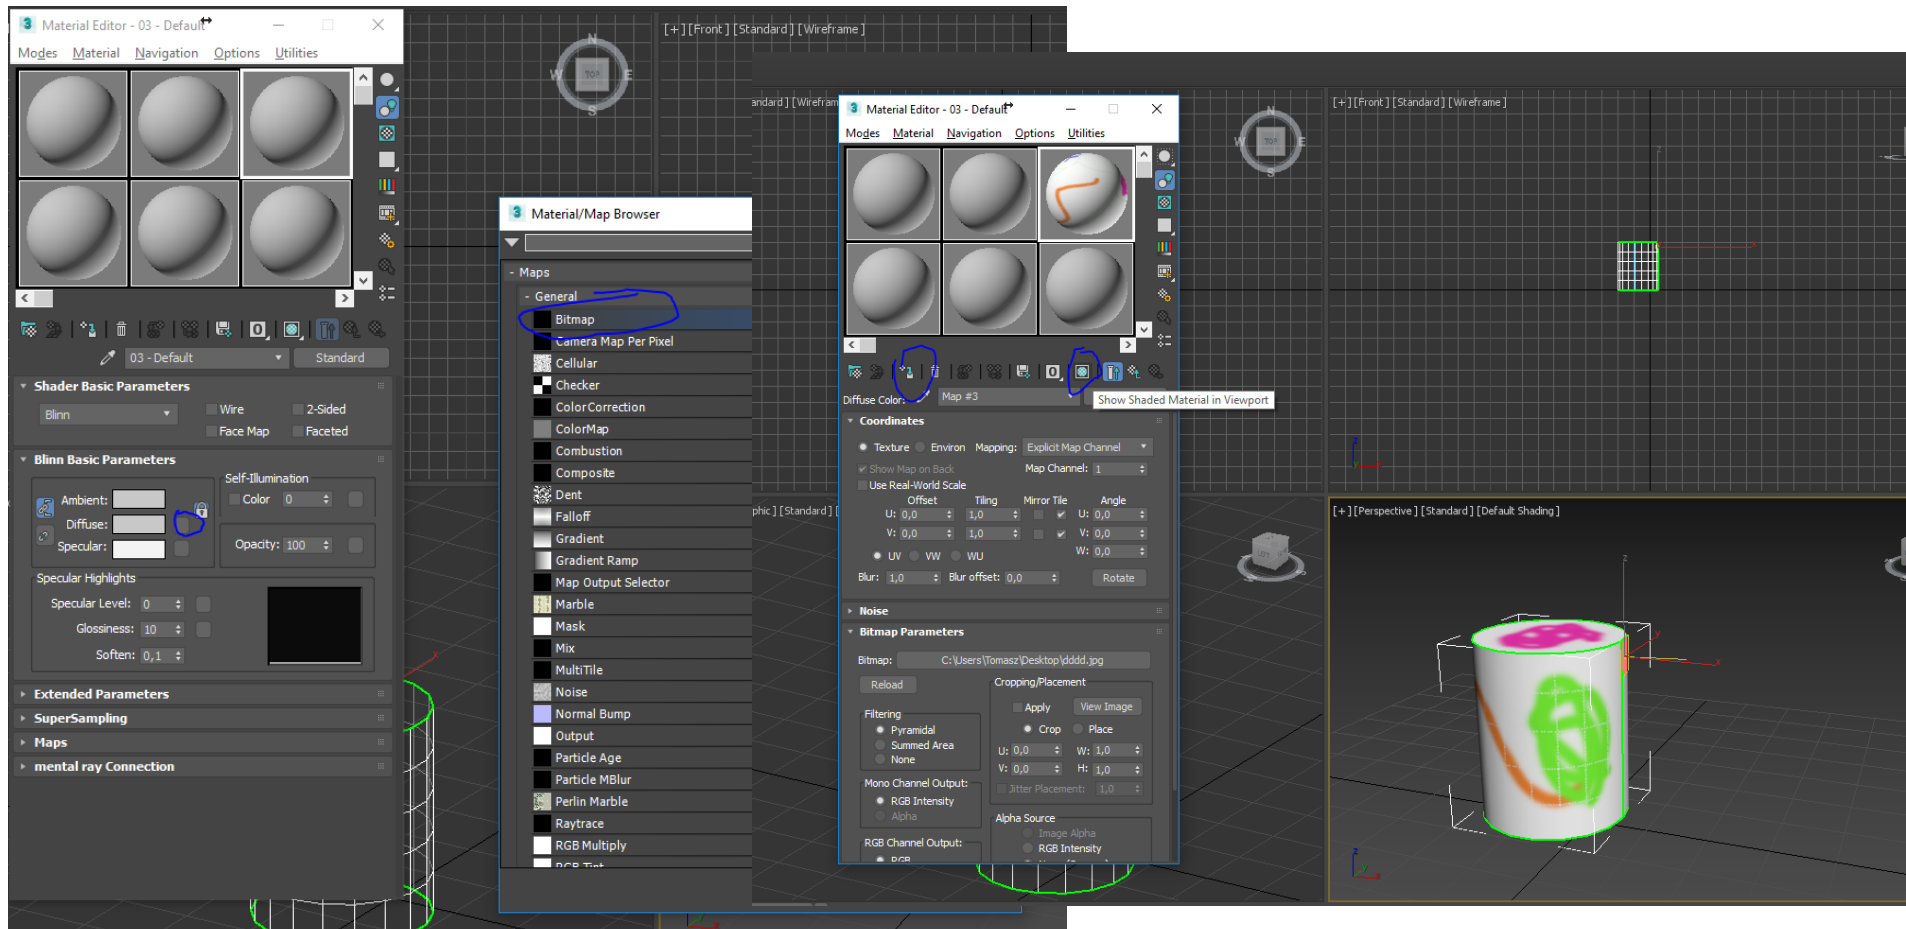 Material Editor - 03 - Default
Modes Material Navigation Options Utilities
03 - Default
Standard
Shader Basic Parameters
Blinn
Wire
2-Sided
Face Map
Faceted
Blinn Basic Parameters
Self-Illumination
Ambient:
Color 0
Diffuse:
Specular:
Opacity: 100
Specular Highlights
Specular Level: 0
Glossiness: 10
Soften: 0,1
Extended Parameters
SuperSampling
Maps
mental ray Connection
N
W
TOP
E
S
[+] [Front ] [Standard ] [Wireframe ]
Material/Map Browser
- Maps
- General
Bitmap
Camera Map Per Pixel
Cellular
Checker
ColorCorrection
ColorMap
Combustion
Composite
Dent
Falloff
Gradient
Gradient Ramp
Map Output Selector
Marble
Mask
Mix
MultiTile
Noise
Normal Bump
Output
Particle Age
Particle MBlur
Perlin Marble
Raytrace
RGB Multiply
RGB Tint
andard ] [Wirefram
Material Editor - 03 - Default
Modes Material Navigation Options Utilities
Diffuse Color:
Map #3
Show Shaded Material in Viewport
Coordinates
Texture
Environ
Mapping:
Explicit Map Channel
Show Map on Back
Map Channel: 1
Use Real-World Scale
Offset
Tiling
Mirror Tile
Angle
U: 0,0
1,0
U: 0,0
V: 0,0
1,0
V: 0,0
UV
VW
WU
W: 0,0
Blur: 1,0
Blur offset: 0,0
Rotate
Noise
Bitmap Parameters
Bitmap:
C:\Users\Tomasz\Desktop\dddd.jpg
Reload
Cropping/Placement
Apply
View Image
Filtering
Pyramidal
Summed Area
None
Crop
Place
U: 0,0
W: 1,0
V: 0,0
H: 1,0
Jitter Placement: 1,0
Mono Channel Output:
RGB Intensity
Alpha
Alpha Source
Image Alpha
RGB Intensity
RGB Channel Output:
RGB
phic ] [Standard ] [
N
W
TOP
E
S
[+] [Front ] [Standard ] [Wireframe ]
z
x
[+] [Perspective ] [Standard ] [Default Shading ]
z
y
x